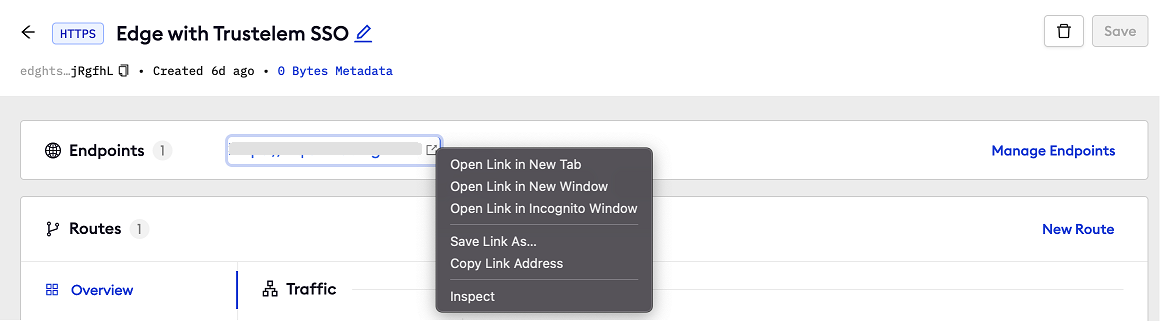 HTTPS Edge with Trustelem SSO
Save
edghts…jRgfhL • Created 6d ago • 0 Bytes Metadata
Endpoints 1
Manage Endpoints
Open Link in New Tab
Open Link in New Window
Open Link in Incognito Window
Save Link As...
Copy Link Address
Inspect
Routes 1
New Route
Overview
Traffic